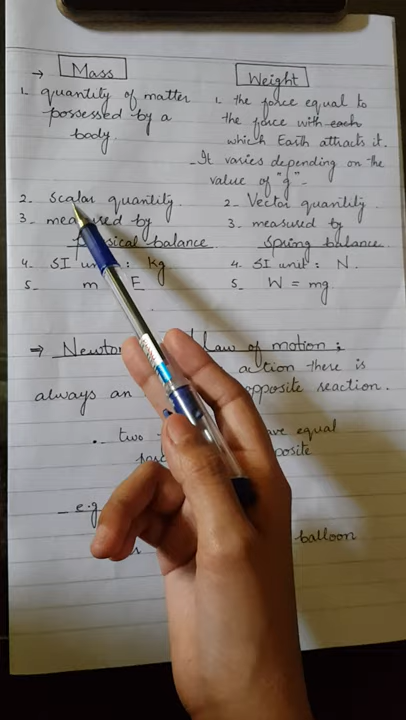 → Mass
1. quantity of matter
possessed by a
body.
2. Scalar quantity.
3. measured by
physical balance
4. SI unit : kg
5. m
Weight
1. the force equal to
the force with each
which Earth attracts it.
- It varies depending on the
value of "g".
2. Vector quantity.
3. measured by
spring balance.
4. SI unit : N.
5. W = mg
⇒ Newton law of motion :
action there is
always an opposite reaction.
• two have equal
opposite
- e.g
balloon